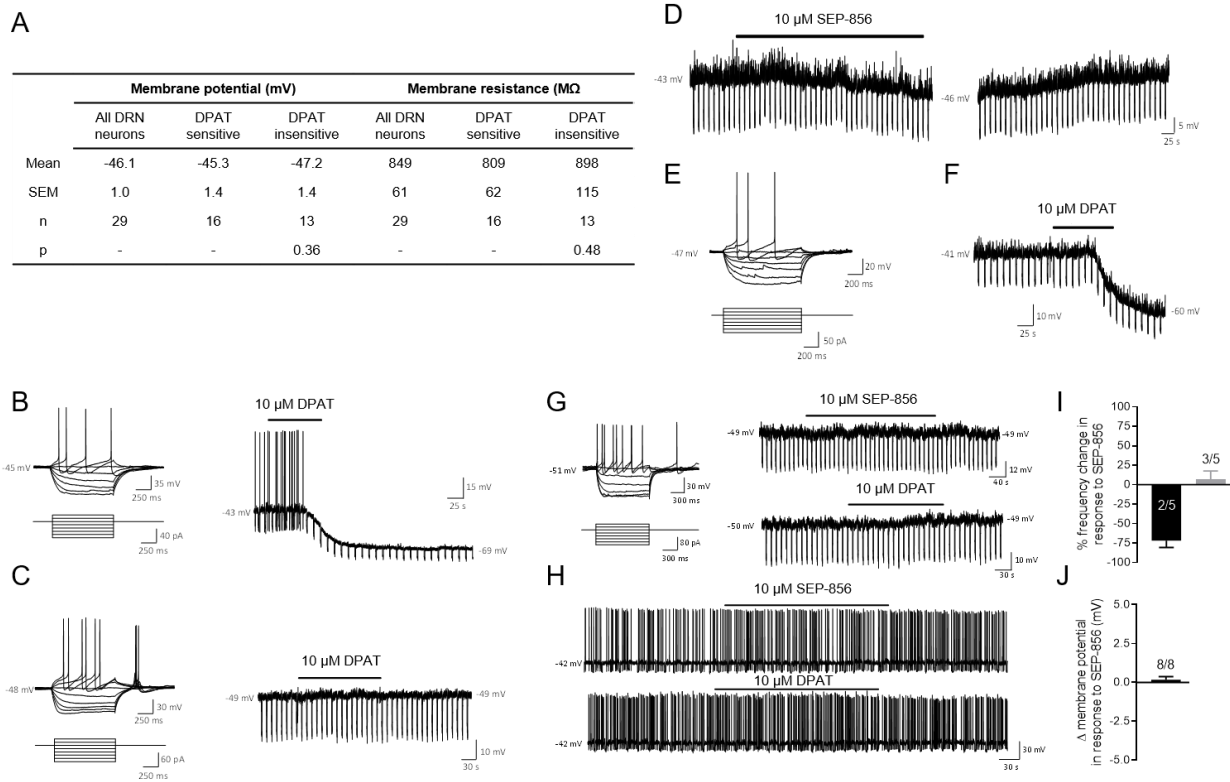 A
Membrane potential (mV) Membrane resistance (MΩ
All DRN neurons DPAT sensitive DPAT insensitive All DRN neurons DPAT sensitive DPAT insensitive
Mean -46.1 -45.3 -47.2 849 809 898
SEM 1.0 1.4 1.4 61 62 115
n 29 16 13 29 16 13
p - - 0.36 - - 0.48
D
10 µM SEP-856
-43 mV
-46 mV
5 mV
25 s
E
-47 mV
20 mV
200 ms
50 pA
200 ms
F
10 µM DPAT
-41 mV
-60 mV
10 mV
25 s
B
-45 mV
35 mV
250 ms
40 pA
250 ms
10 µM DPAT
-43 mV
-69 mV
15 mV
25 s
C
-48 mV
30 mV
250 ms
60 pA
250 ms
10 µM DPAT
-49 mV
-49 mV
10 mV
30 s
G
-51 mV
30 mV
300 ms
80 pA
300 ms
10 µM SEP-856
-49 mV
-49 mV
12 mV
40 s
10 µM DPAT
-50 mV
-49 mV
10 mV
30 s
H
10 µM SEP-856
-42 mV
10 µM DPAT
-42 mV
30 mV
30 s
I
% frequency change in
response to SEP-856
100
75
50
25
0
-25
-50
-75
-100
2/5
3/5
J
Δ membrane potential
in response to SEP-856 (mV)
5.0
2.5
0.0
-2.5
-5.0
8/8